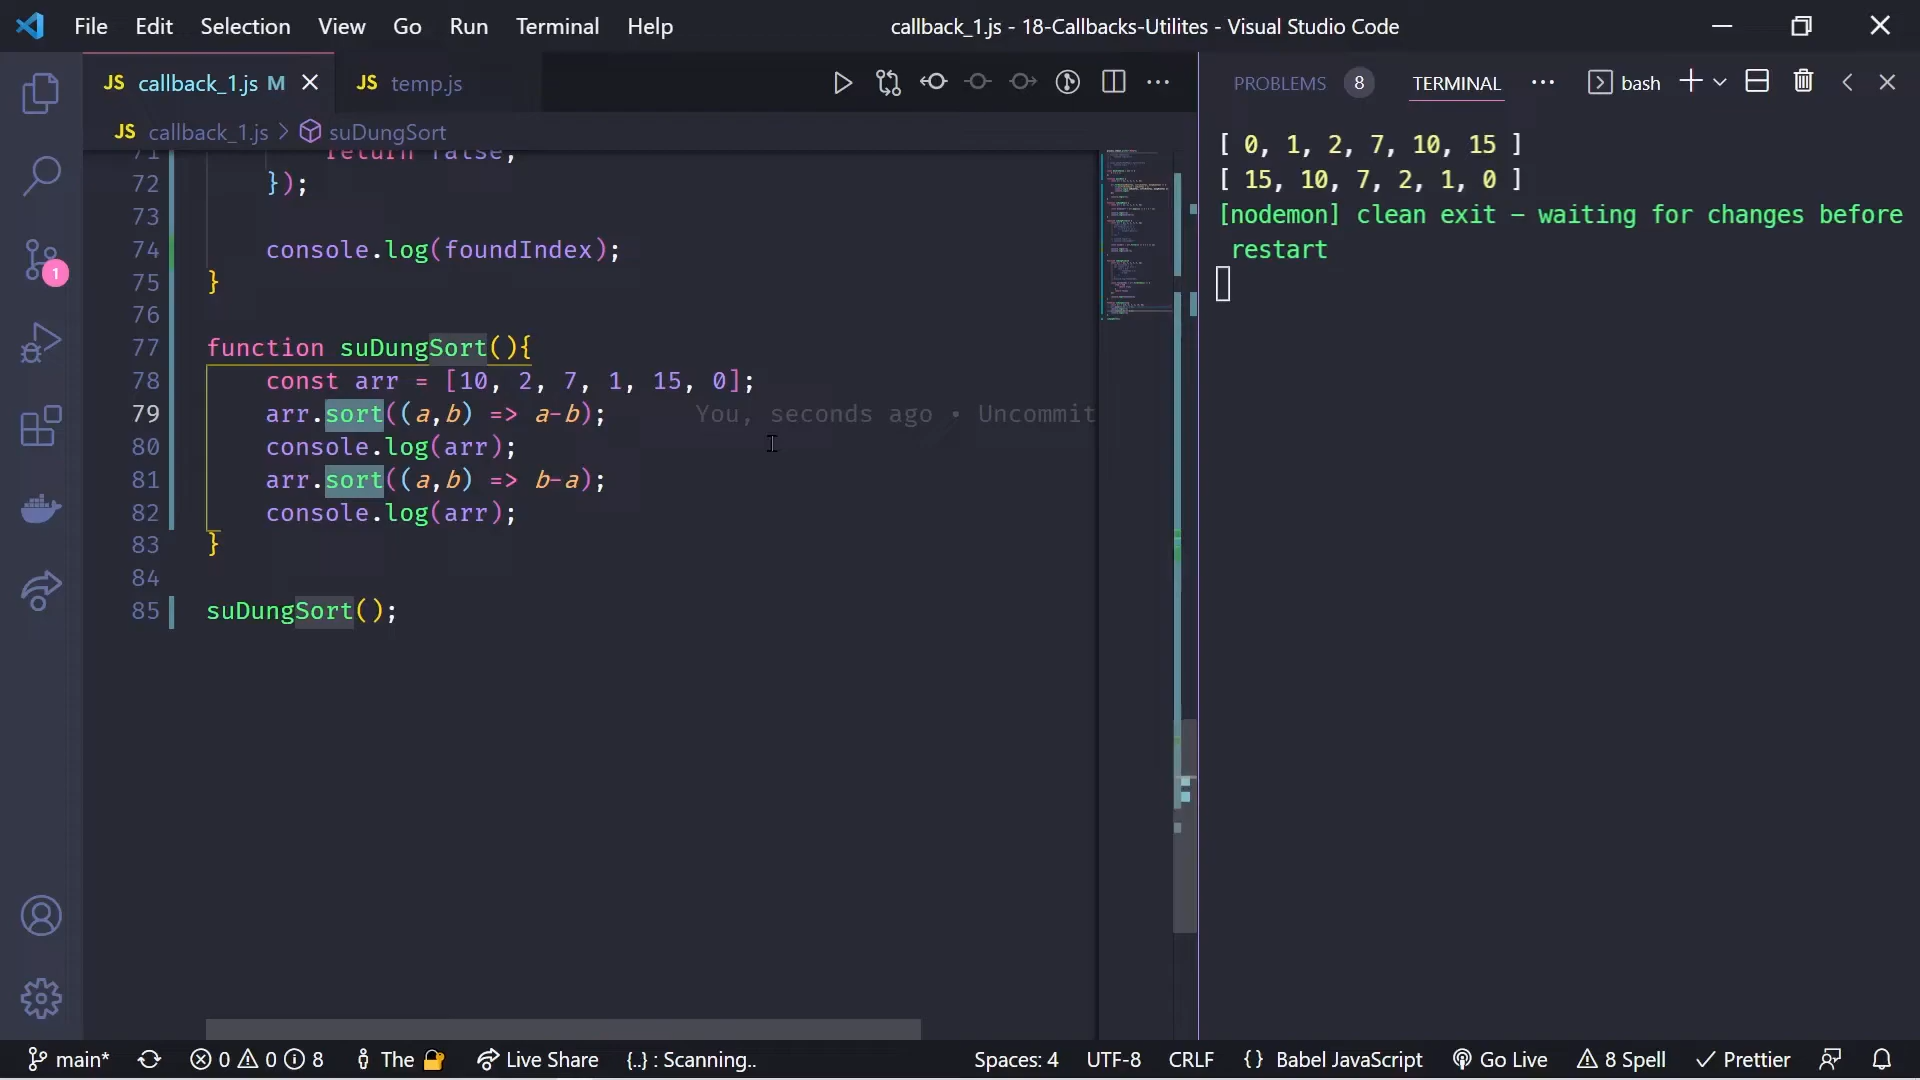 File Edit Selection View Go Run Terminal Help
callback_1.js - 18-Callbacks-Utilites - Visual Studio Code
JS callback_1.js M
JS temp.js
JS callback_1.js > suDungSort
71 return false;
72 });
73
74 console.log(foundIndex);
75 }
76
77 function suDungSort(){
78 const arr = [10, 2, 7, 1, 15, 0];
79 arr.sort((a,b) => a-b); You, seconds ago • Uncommit
80 console.log(arr);
81 arr.sort((a,b) => b-a);
82 console.log(arr);
83 }
84
85 suDungSort();
1
PROBLEMS 8 TERMINAL ... bash
[ 0, 1, 2, 7, 10, 15 ]
[ 15, 10, 7, 2, 1, 0 ]
[nodemon] clean exit - waiting for changes before
restart
main* 0 0 8 The Live Share {..} : Scanning.. Spaces: 4 UTF-8 CRLF {} Babel JavaScript Go Live 8 Spell Prettier